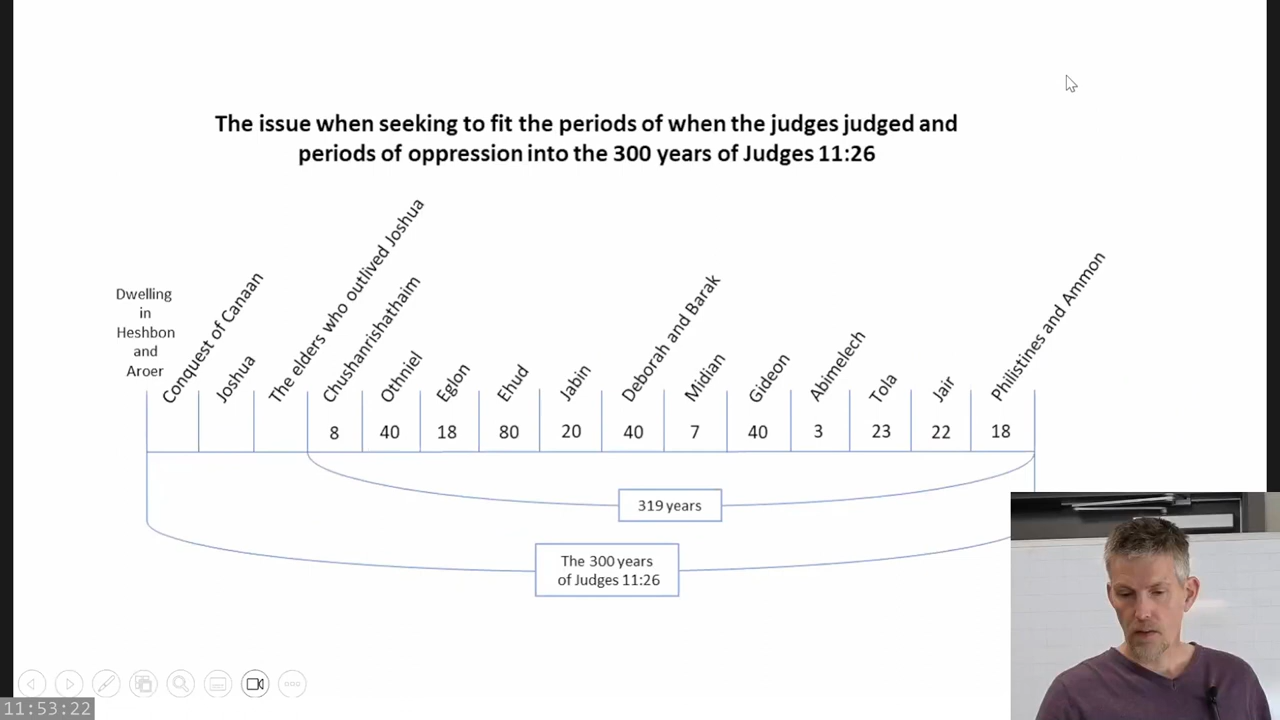 The issue when seeking to fit the periods of when the judges judged and
periods of oppression into the 300 years of Judges 11:26
Dwelling
in
Heshbon
and
Aroer
Conquest of Canaan
Joshua
The elders who outlived Joshua
Chushanrishathaim
Othniel
Eglon
Ehud
Jabin
Deborah and Barak
Midian
Gideon
Abimelech
Tola
Jair
Philistines and Ammon
8 40 18 80 20 40 7 40 3 23 22 18
319 years
The 300 years
of Judges 11:26
11:53:22